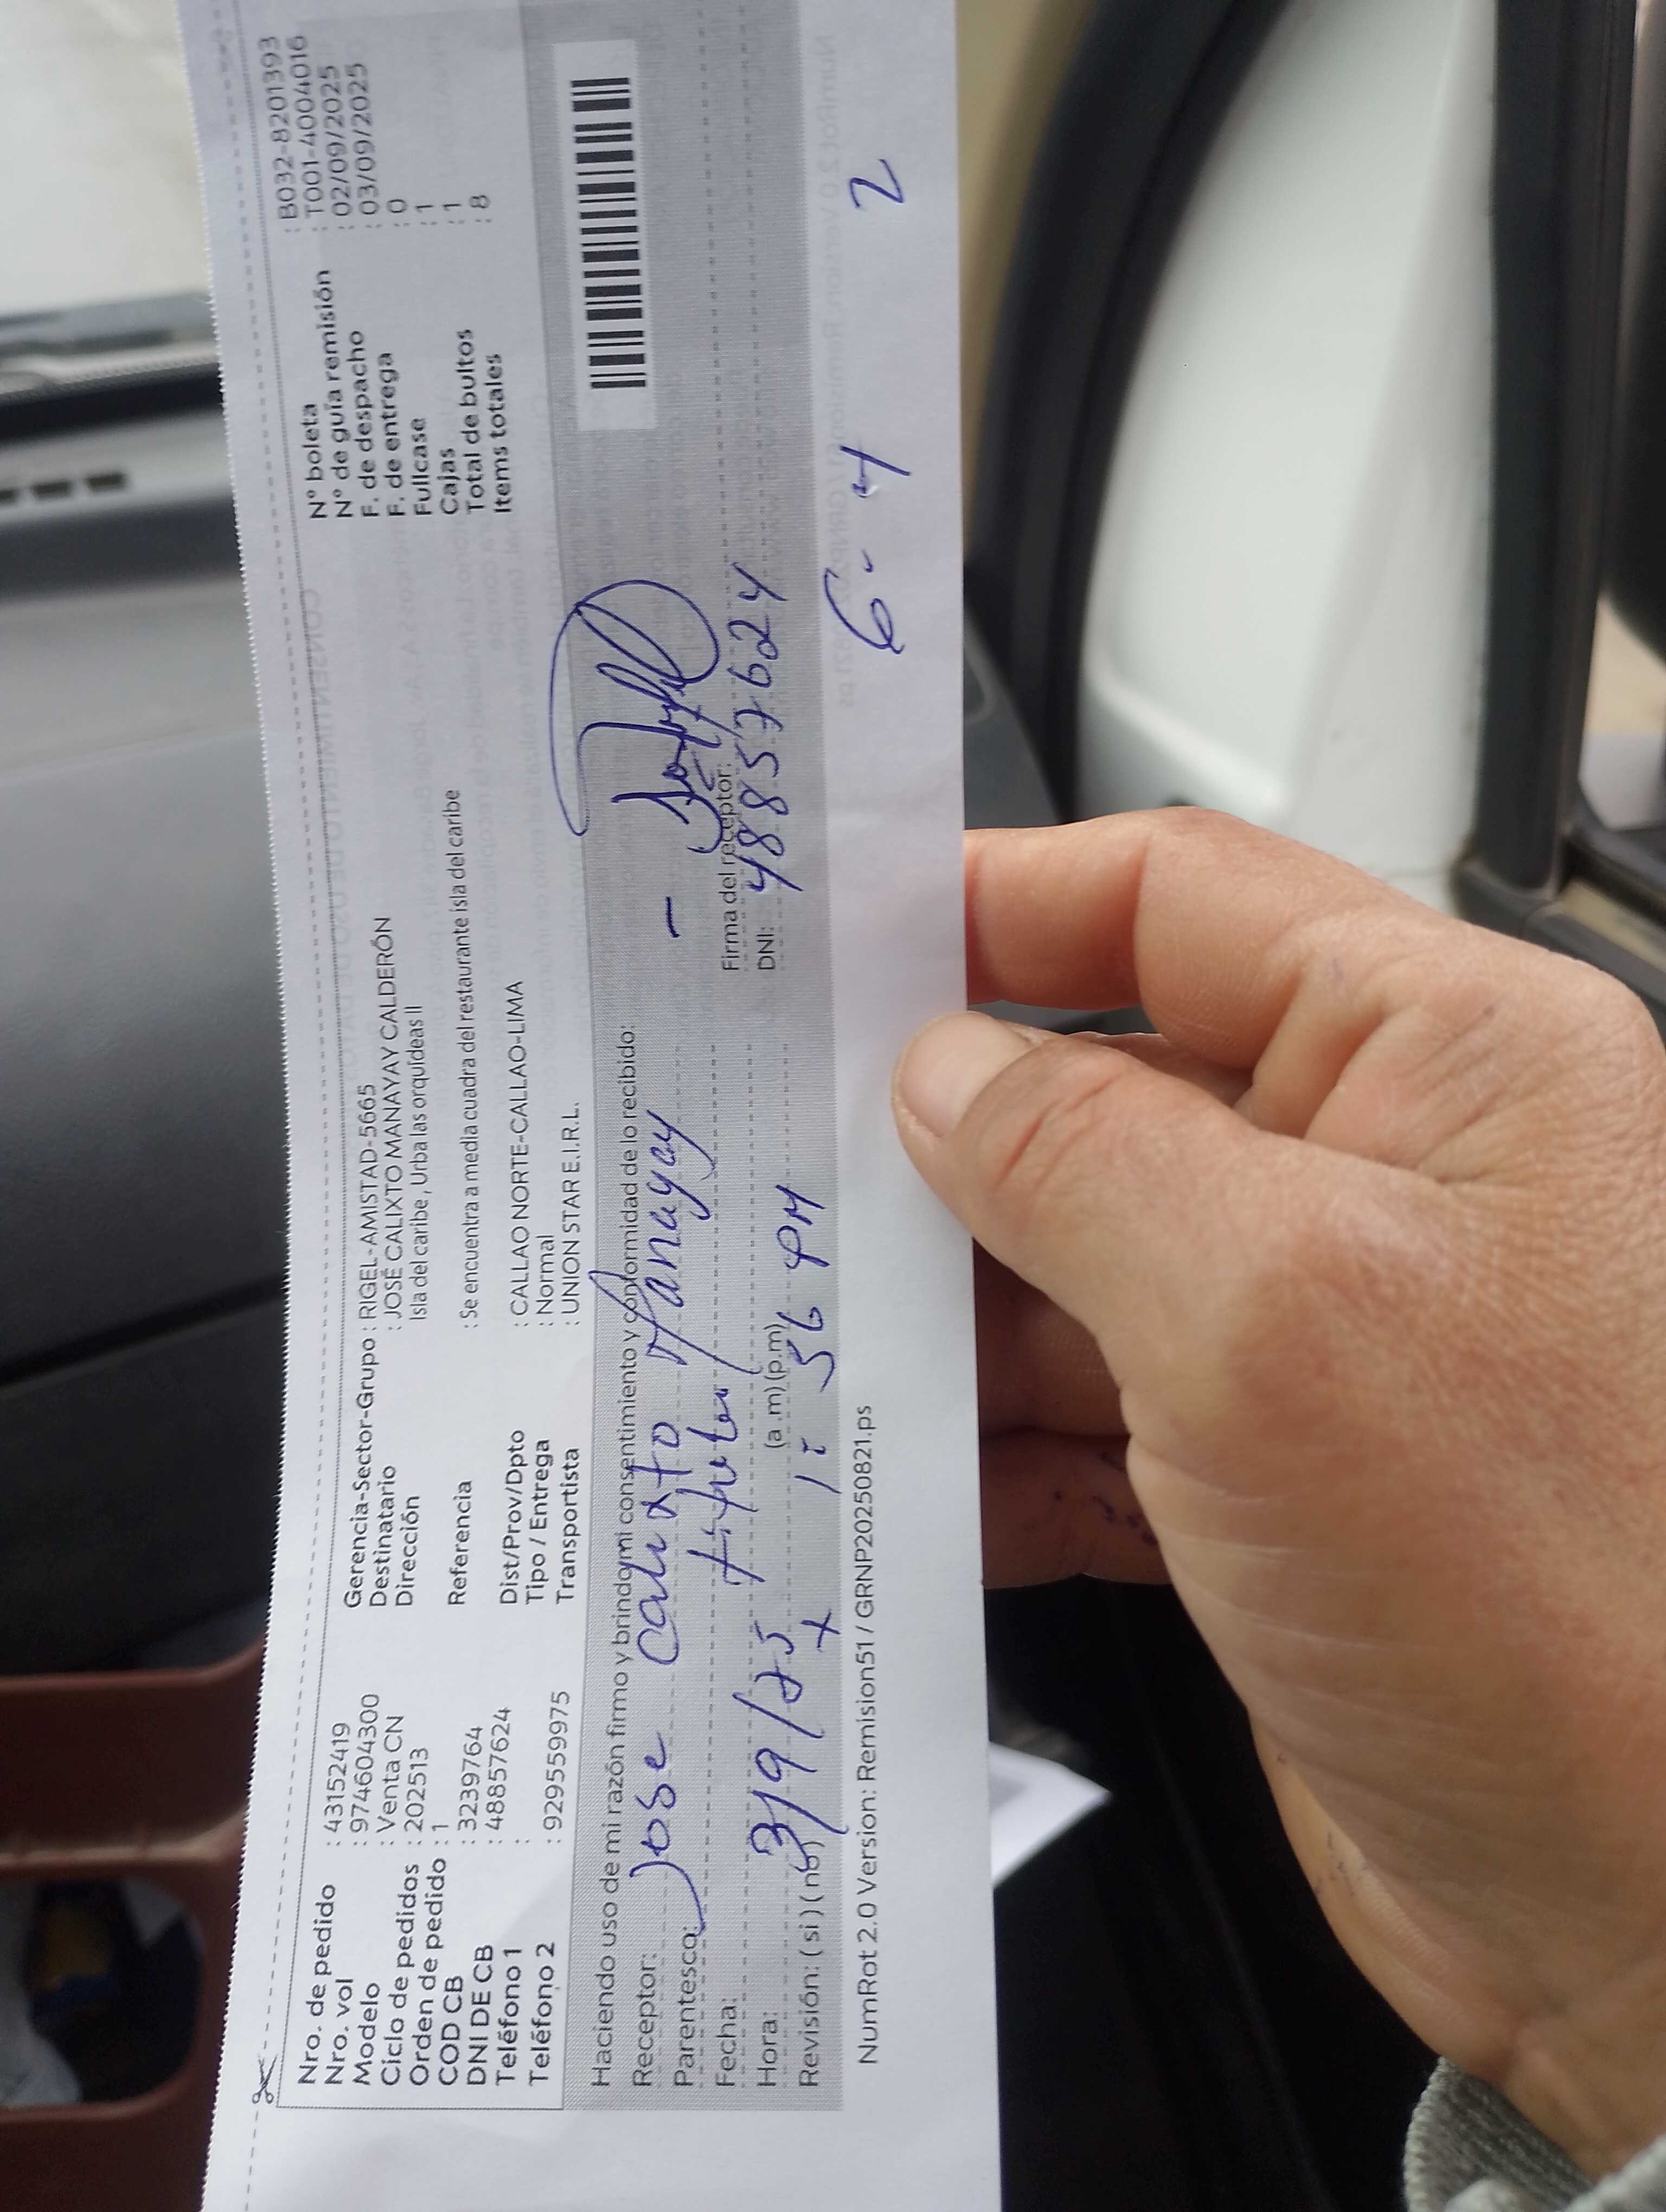 Nro. de pedido : 43152419
Nro. vol : 974604300
Modelo : Venta CN
Ciclo de pedidos : 202513
Orden de pedido : 1
COD CB : 3239764
DNI DE CB : 48857624
Teléfono 1 :
Teléfono 2 : 929559975
Gerencia-Sector-Grupo : RIGEL-AMISTAD-5665
Destinatario : JOSÉ CALIXTO MANAYAY CALDERÓN
Dirección Isla del caribe , Urba las orquídeas II
Referencia : Se encuentra a media cuadra del restaurante isla del caribe
Dist/Prov/Dpto : CALLAO NORTE-CALLAO-LIMA
Tipo / Entrega : Normal
Transportista : UNION STAR E.I.R.L.
N° boleta : B032-8201393
N° de guía remisión : T001-4004016
F. de despacho : 02/09/2025
F. de entrega : 03/09/2025
Fullcase : 0
Cajas : 1
Total de bultos : 1
Items totales : 8
Haciendo uso de mi razón firmo y brindo mi consentimiento y conformidad de lo recibido:
Receptor: Jose Calixto Manayay -
Parentesco: Titular
Firma del receptor:
Fecha: 3/9/25
DNI: 48857624
Hora: (a .m) (p.m) 1: 56 PM
Revisión: ( si ) ( no ) x
6-4 2
NumRot 2.0 Version: Remision51 / GRNP20250821.ps